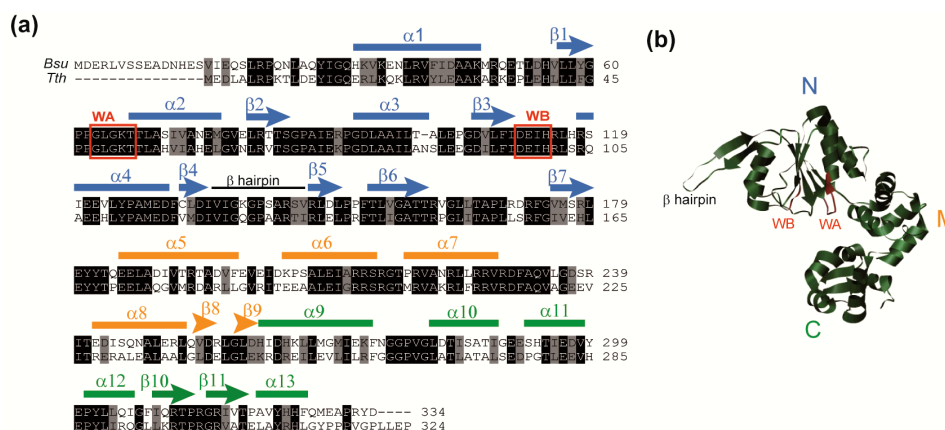 (a)
α1 β1
Bsu MDERLVSSEADNHESVIEQSLRPQNLAQYIGQHKVKENLRVFIDAAKMRQETLDHVLLYG 60
Tth ---------------MEDLALRPKTLDEYIGQERLKQKLRVYLEAAKARKEPLEHLLLFG 45
WA α2 β2 α3 β3 WB
PPGLGKTTLASIVANEMGVELRTTSGPAIERPGDLAAILT-ALEPGDVLFIDEIHRLHRS 119
PPGLGKTTLAHVIAHELGVNLRVTSGPAIEKPGDLAAILANSLEEGDILFIDEIHRLSRQ 105
α4 β4 β hairpin β5 β6 β7
IEEVLYPAMEDFCLDIVIGKGPSARSVRLDLPPFTLVGATTRVGLLTAPLRDRFGVMSRL 179
AEEHLYPAMEDFVMDIVIGQGPAARTIRLELPRFTLIGATTRPGLITAPLLSRFGIVEHL 165
α5 α6 α7
EYYTQEELADIVTRTADVFEVEIDKPSALEIARRSRGTPRVANRLLRRVRDFAQVLGDSR 239
EYYTPEELAQGVMRDARLLGVRITEEAALEIGRRSRGTMRVAKRLFRRVRDFAQVAGEEV 225
α8 β8 β9 α9 α10 α11
ITEDISQNALERLQVDRLGLDHIDHKLLMGMIEKFNGGPVGLDTISATIGEESHTIEDVY 299
ITRERALEALAALGLDELGLEKRDREILEVLILRFGGGPVGLATLATALSEDPGTLEEVH 285
α12 β10 β11 α13
EPYLLQIGFIQRTPRGRIVTPAVYHHFQMEAPRYD---- 334
EPYLIRQGLLKRTPRGRVATELAYRHLGYPPPVGPLLEP 324
(b)
N
β hairpin
WB
WA
M
C